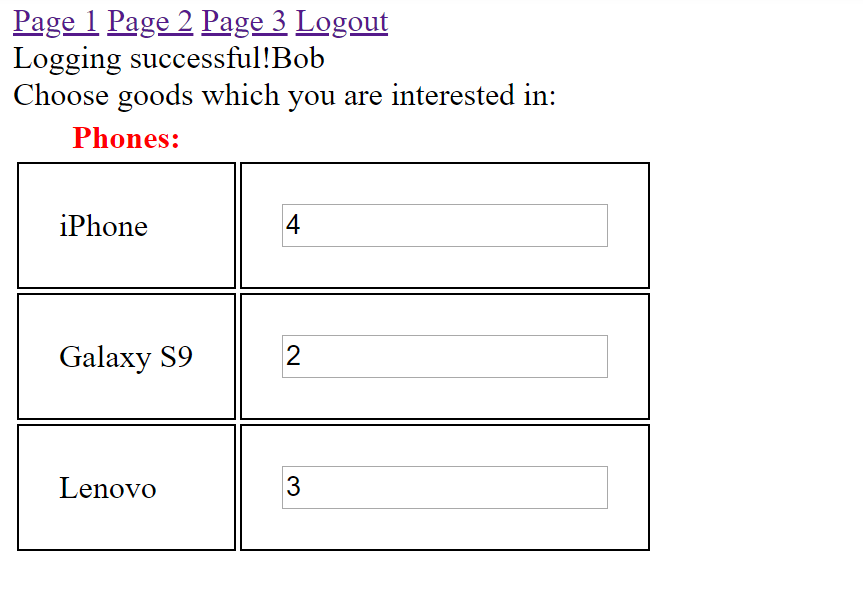 Page 1 Page 2 Page 3 Logout
Logging successful!Bob
Choose goods which you are interested in:
Phones:
iPhone 4
Galaxy S9 2
Lenovo 3